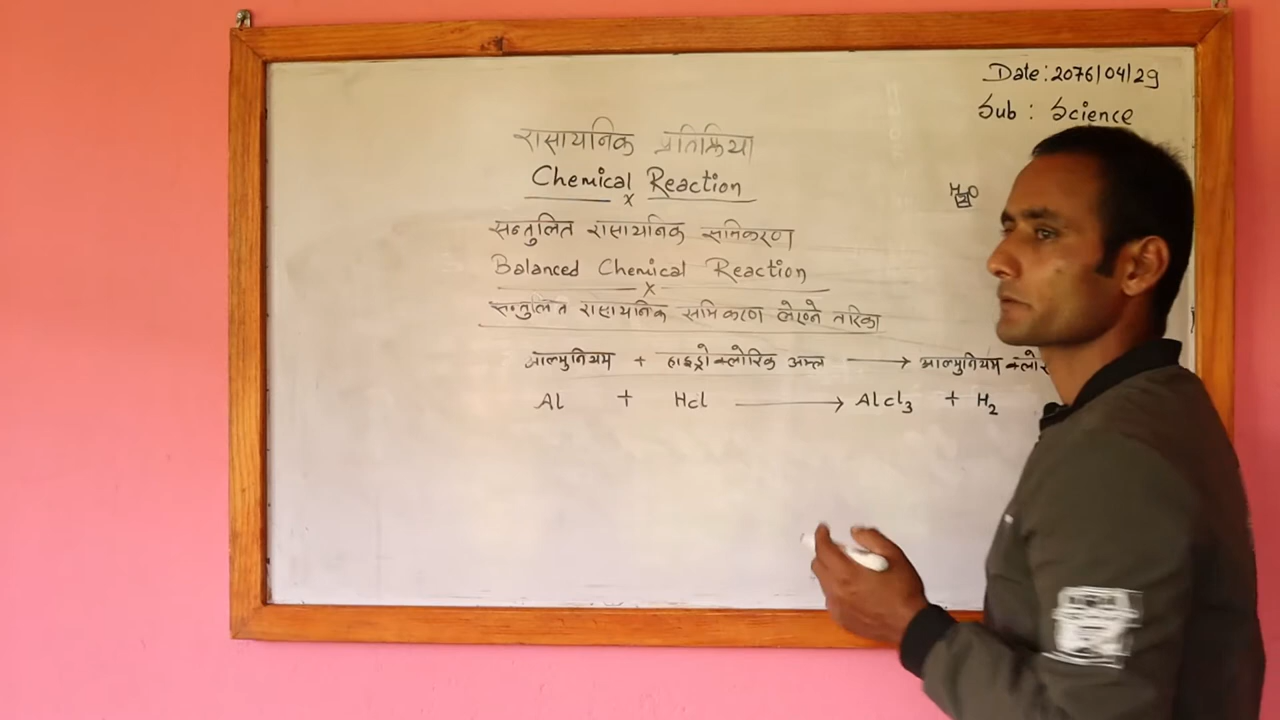 Date: 2076/04/29
Sub : Science
रासायनिक प्रतिक्रिया
Chemical Reaction
x
H2O
सन्तुलित रासायनिक समिकरण
Balanced Chemical Reaction
x
सन्तुलित रासायनिक समिकरण लेख्ने तरिका
आल्मुनियम + हाइड्रोक्लोरिक अम्ल → आल्मुनियम क्लो
Al + Hcl → Alcl3 + H2